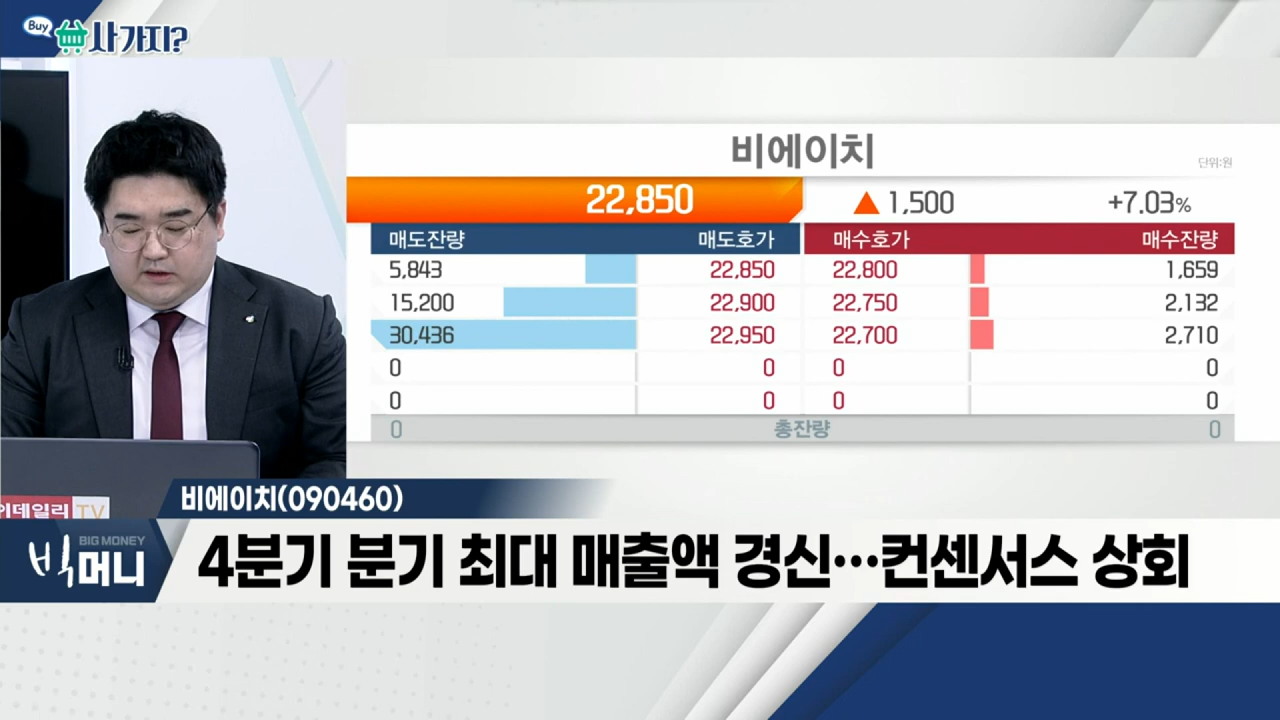 Buy 사가지?
비에이치
단위:원
22,850 ▲ 1,500 +7.03%
매도잔량 매도호가 매수호가 매수잔량
5,843 22,850 22,800 1,659
15,200 22,900 22,750 2,132
30,436 22,950 22,700 2,710
0 0 0 0
0 0 0 0
0 총잔량 0
이데일리 TV
비에이치(090460)
BIG MONEY
빅머니
4분기 분기 최대 매출액 경신…컨센서스 상회